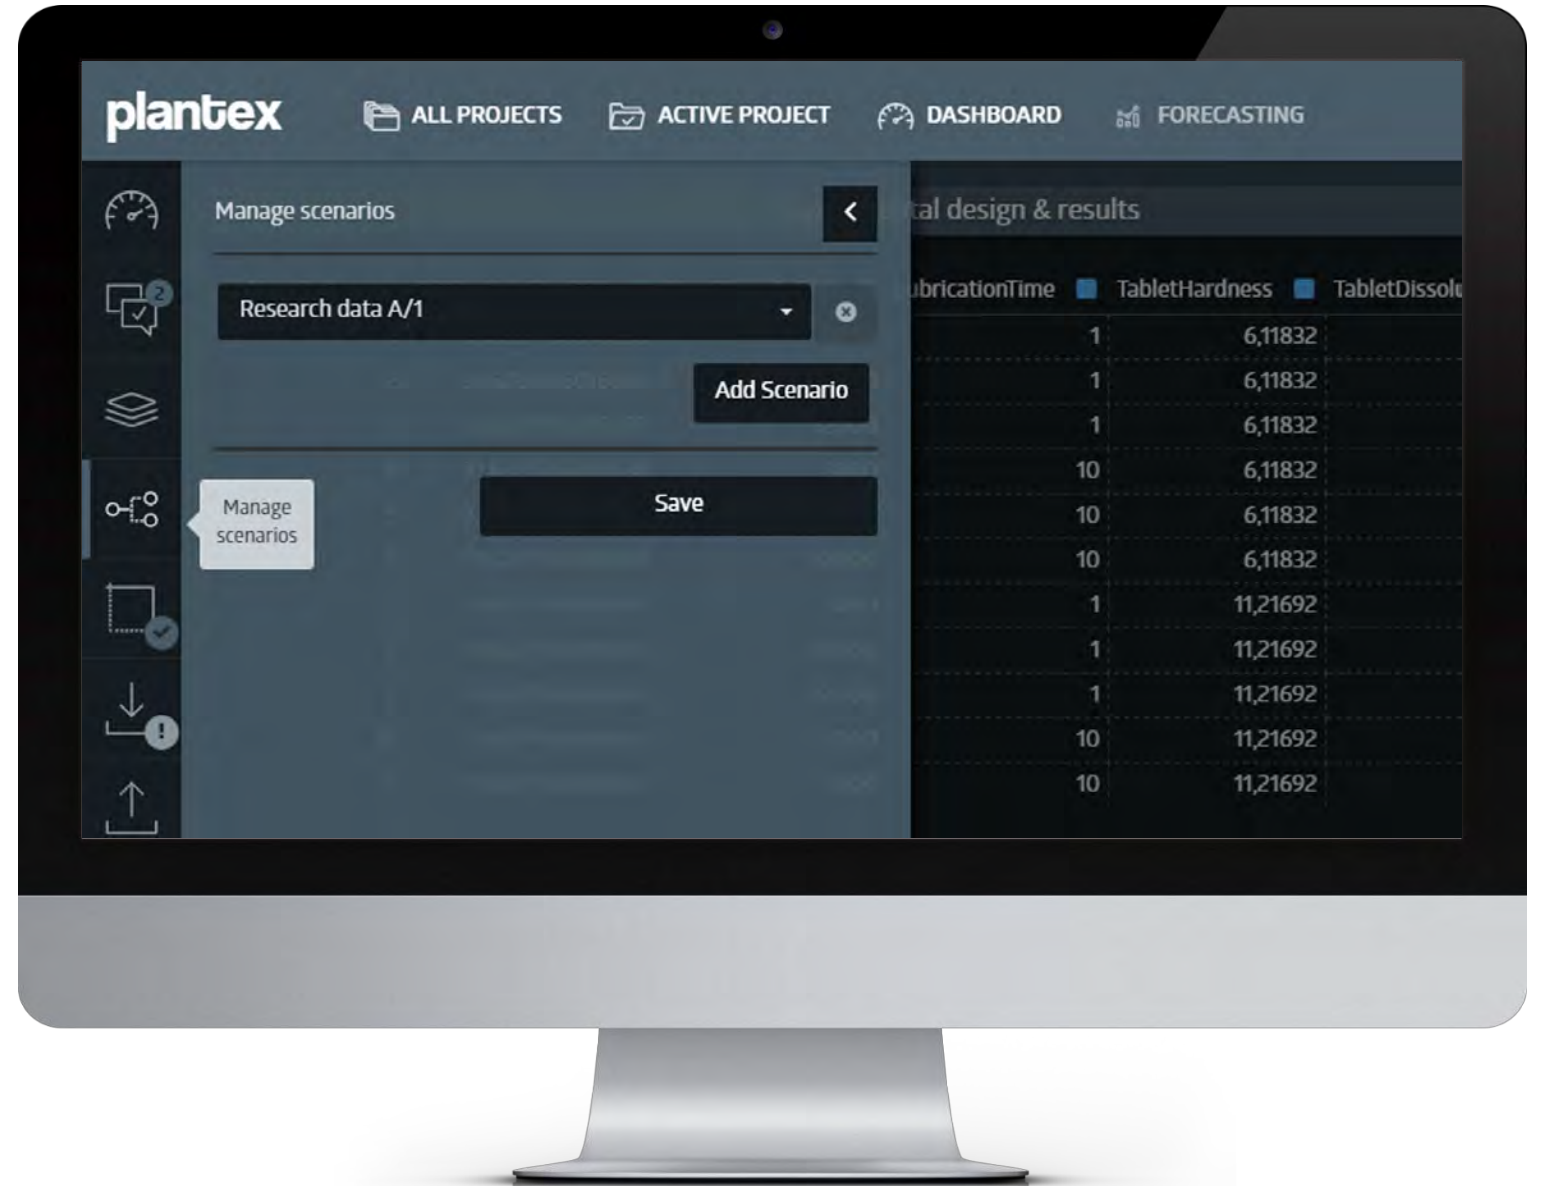 plantex
ALL PROJECTS
ACTIVE PROJECT
DASHBOARD
FORECASTING
Manage scenarios
tal design & results
2
Research data A/1
ubricationTime
TabletHardness
TabletDissolu
Add Scenario
Save
Manage
scenarios
!
1 6,11832
1 6,11832
1 6,11832
10 6,11832
10 6,11832
10 6,11832
1 11,21692
1 11,21692
1 11,21692
10 11,21692
10 11,21692